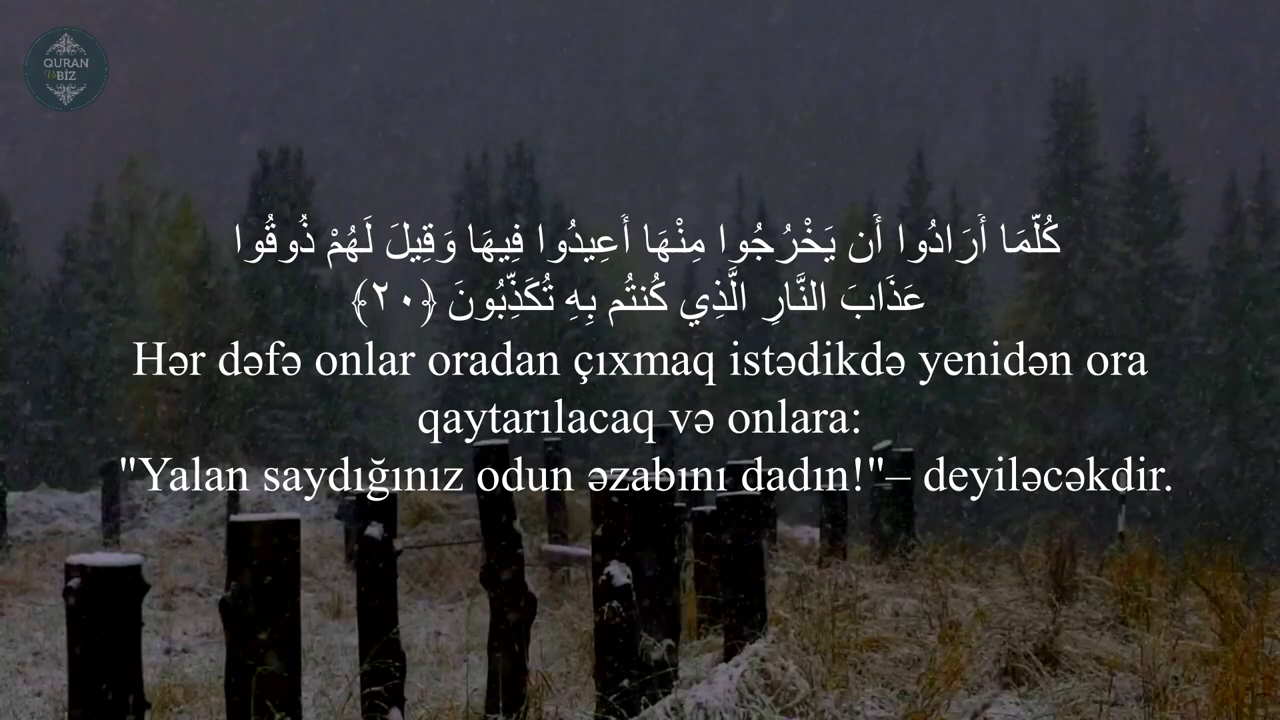 QURAN
Və BİZ
كُلَّمَا أَرَادُوا أَن يَخْرُجُوا مِنْهَا أُعِيدُوا فِيهَا وَقِيلَ لَهُمْ ذُوقُوا
عَذَابَ النَّارِ الَّذِي كُنتُم بِهِ تُكَذِّبُونَ ﴿٢٠﴾
Hər dəfə onlar oradan çıxmaq istədikdə yenidən ora
qaytarılacaq və onlara:
"Yalan saydığınız odun əzabını dadın!"– deyiləcəkdir.